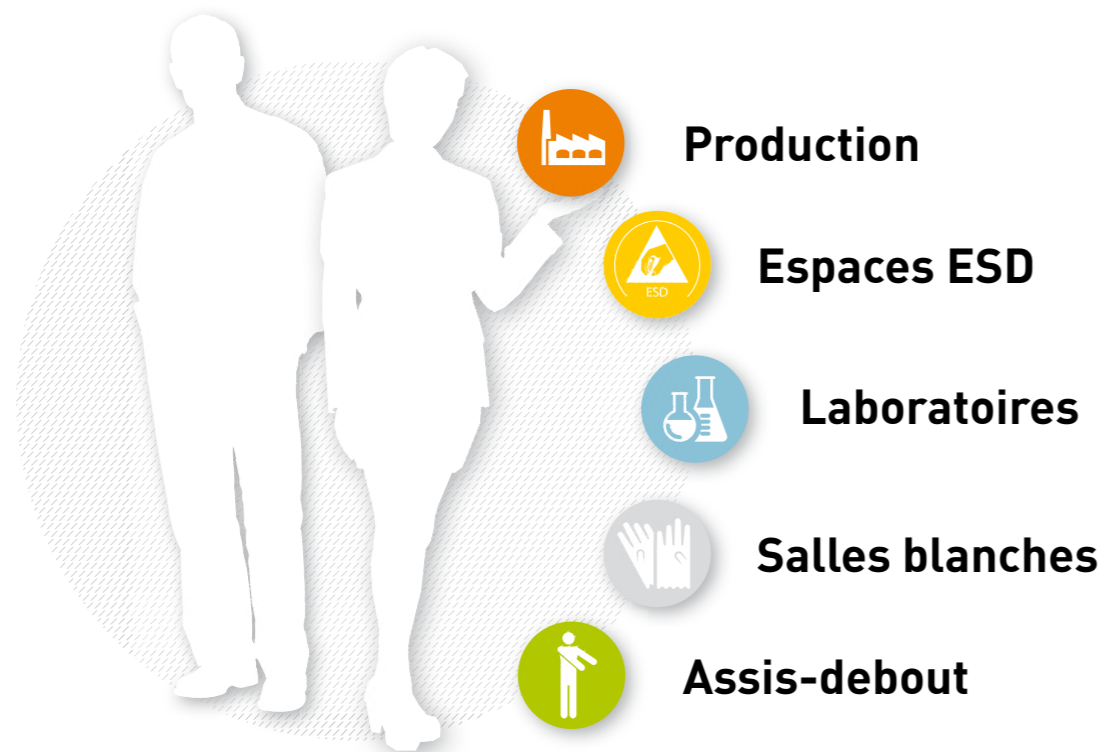 Production
Espaces ESD
ESD
Laboratoires
Salles blanches
Assis-debout